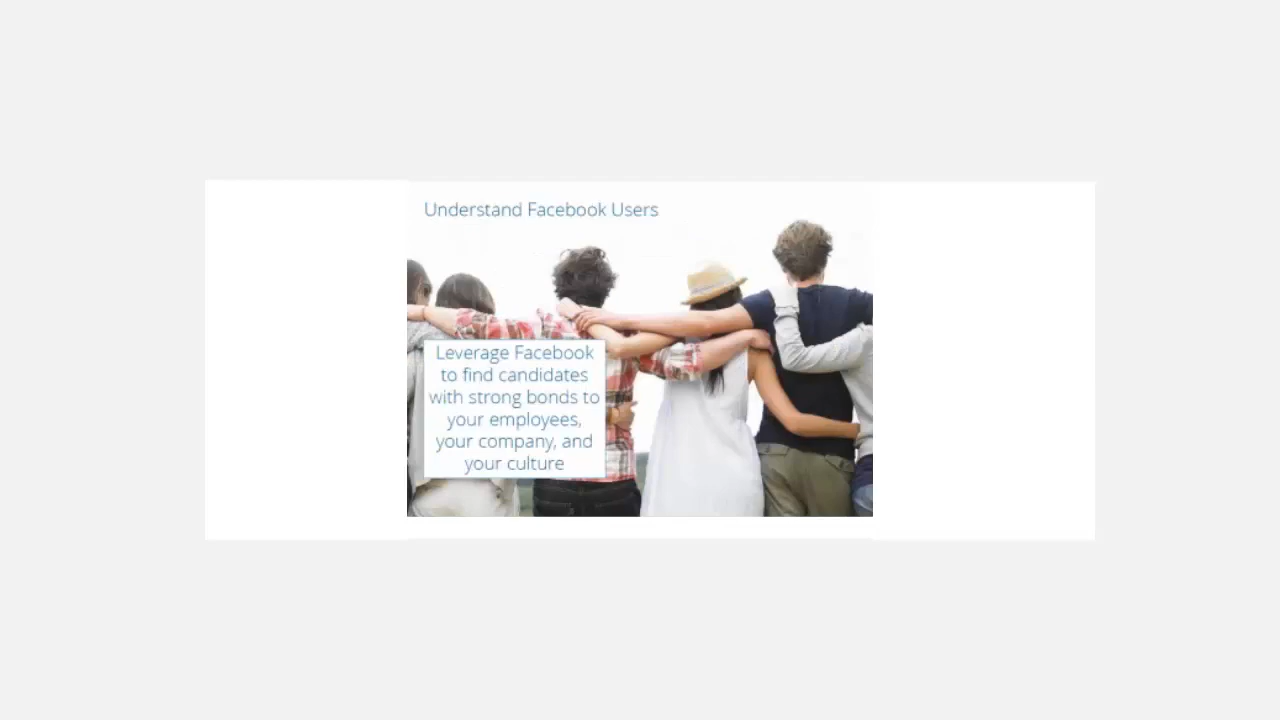 Understand Facebook Users
Leverage Facebook
to find candidates
with strong bonds to
your employees,
your company, and
your culture